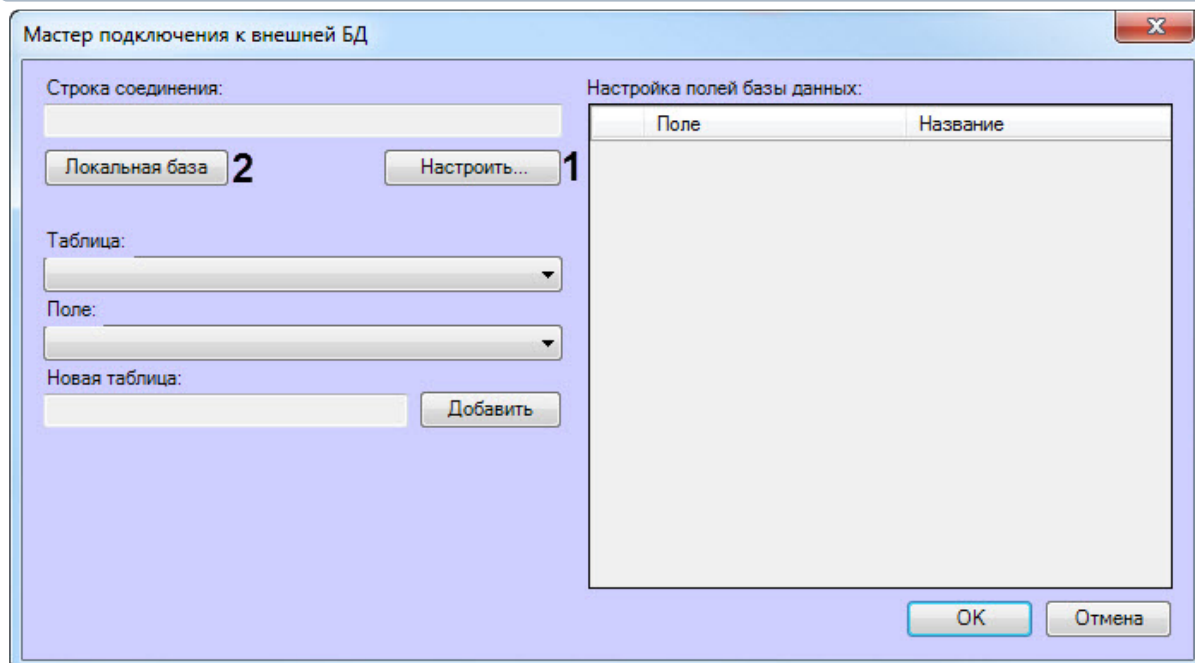 Мастер подключения к внешней БД
Строка соединения:
Локальная база 2 Настроить... 1
Таблица:
Поле:
Новая таблица:
Добавить
Настройка полей базы данных:
Поле Название
OK Отмена